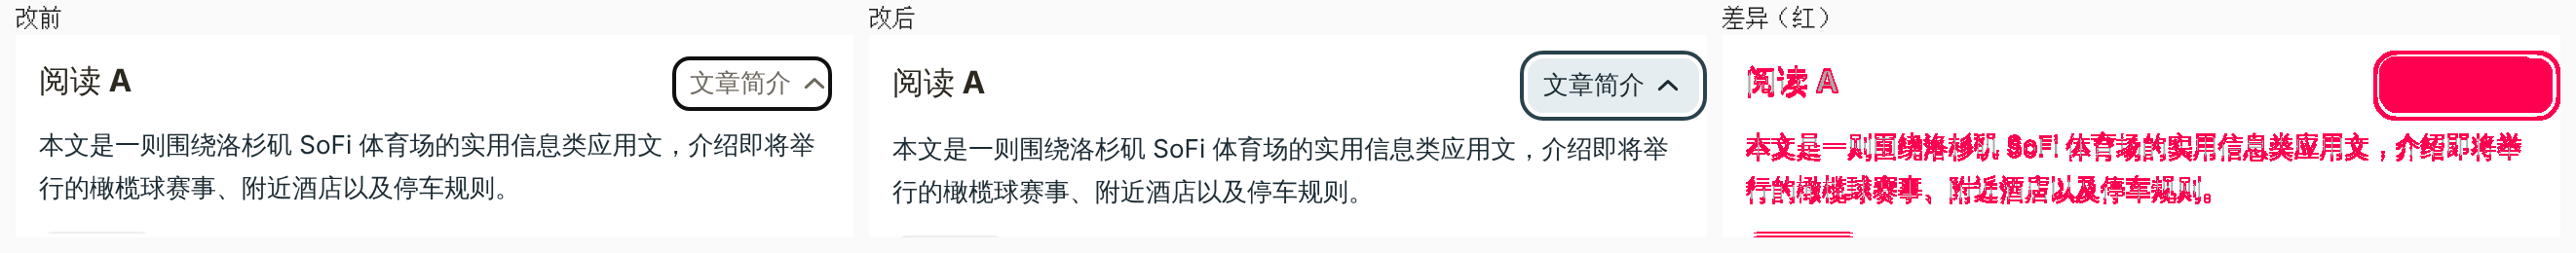 改前
阅读 A
文章简介
本文是一则围绕洛杉矶 SoFi 体育场的实用信息类应用文，介绍即将举
行的橄榄球赛事、附近酒店以及停车规则。
改后
阅读 A
文章简介
本文是一则围绕洛杉矶 SoFi 体育场的实用信息类应用文，介绍即将举
行的橄榄球赛事、附近酒店以及停车规则。
差异（红）
阅读 A
本文是一则围绕洛杉矶 SoFi 体育场的实用信息类应用文，介绍即将举
行的橄榄球赛事、附近酒店以及停车规则。